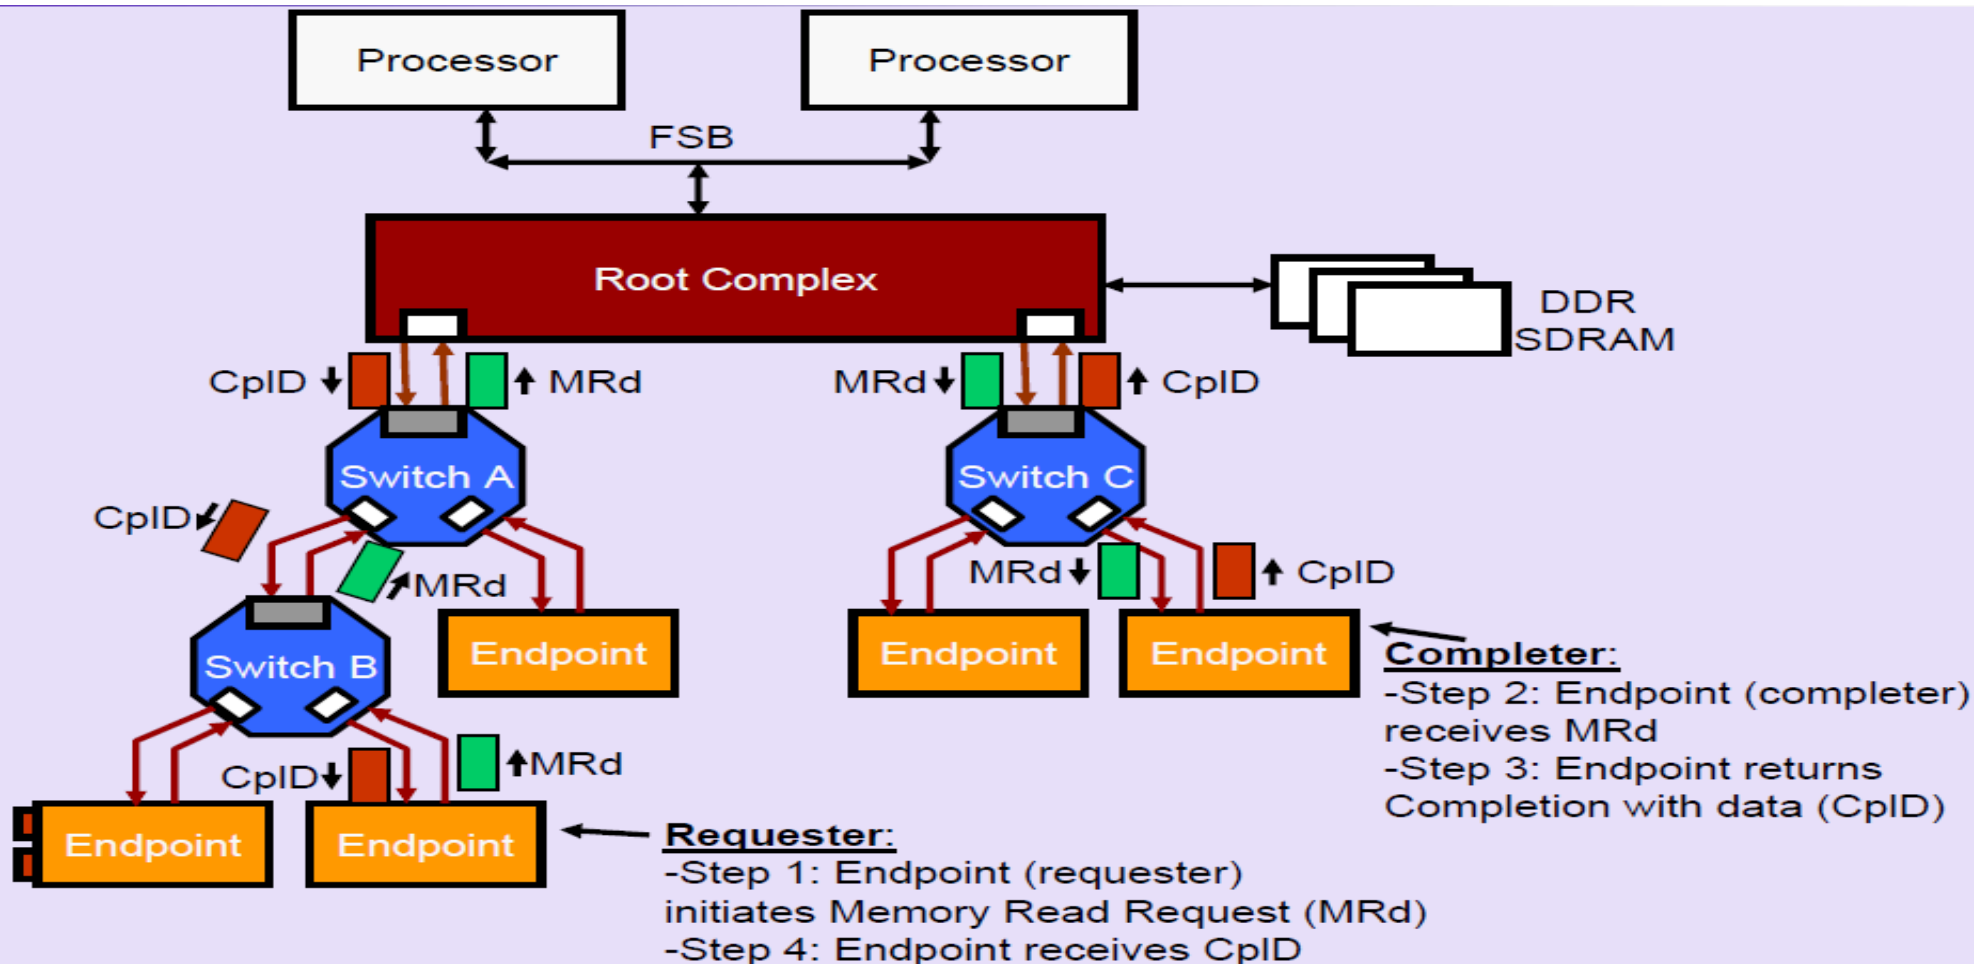 Processor
Processor
FSB
Root Complex
DDR
SDRAM
CplD
MRd
MRd
CplD
Switch A
Switch C
CplD
MRd
MRd
CplD
Endpoint
Endpoint
Endpoint
Switch B
Completer:
-Step 2: Endpoint (completer)
receives MRd
-Step 3: Endpoint returns
Completion with data (CplD)
CplD
MRd
Endpoint
Endpoint
Requester:
-Step 1: Endpoint (requester)
initiates Memory Read Request (MRd)
-Step 4: Endpoint receives CplD